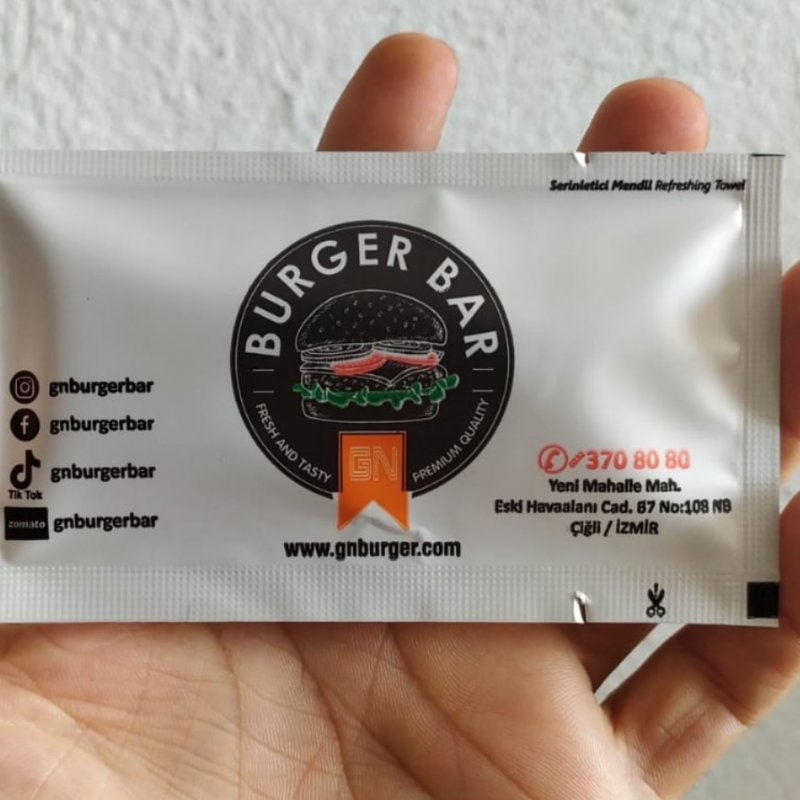 Serinletici Mendil Refreshing Towel
BURGER BAR
FRESH AND TASTY
PREMIUM QUALITY
GN
www.gnburger.com
gnburgerbar
gnburgerbar
Tik Tok
gnburgerbar
zomato gnburgerbar
370 80 80
Yeni Mahalle Mah.
Eski Havaalanı Cad. 87 No:108 NB
Çiğli / İZMİR